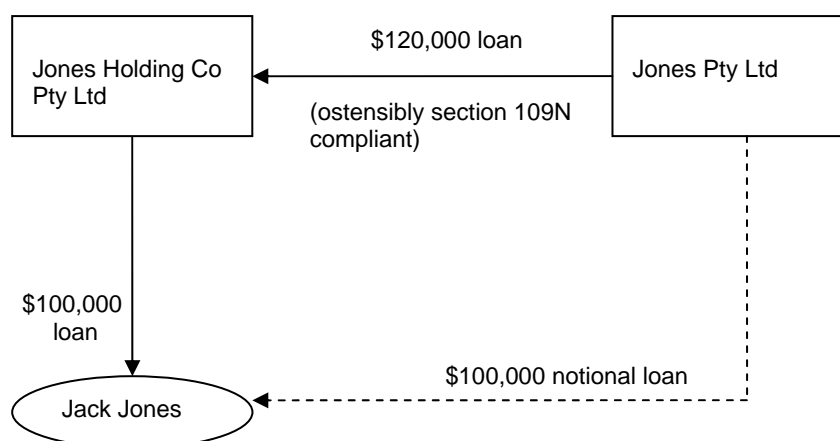 $120,000 loan
Jones Holding Co
Pty Ltd
Jones Pty Ltd
(ostensibly section 109N
compliant)
$100,000
loan
$100,000 notional loan
Jack Jones